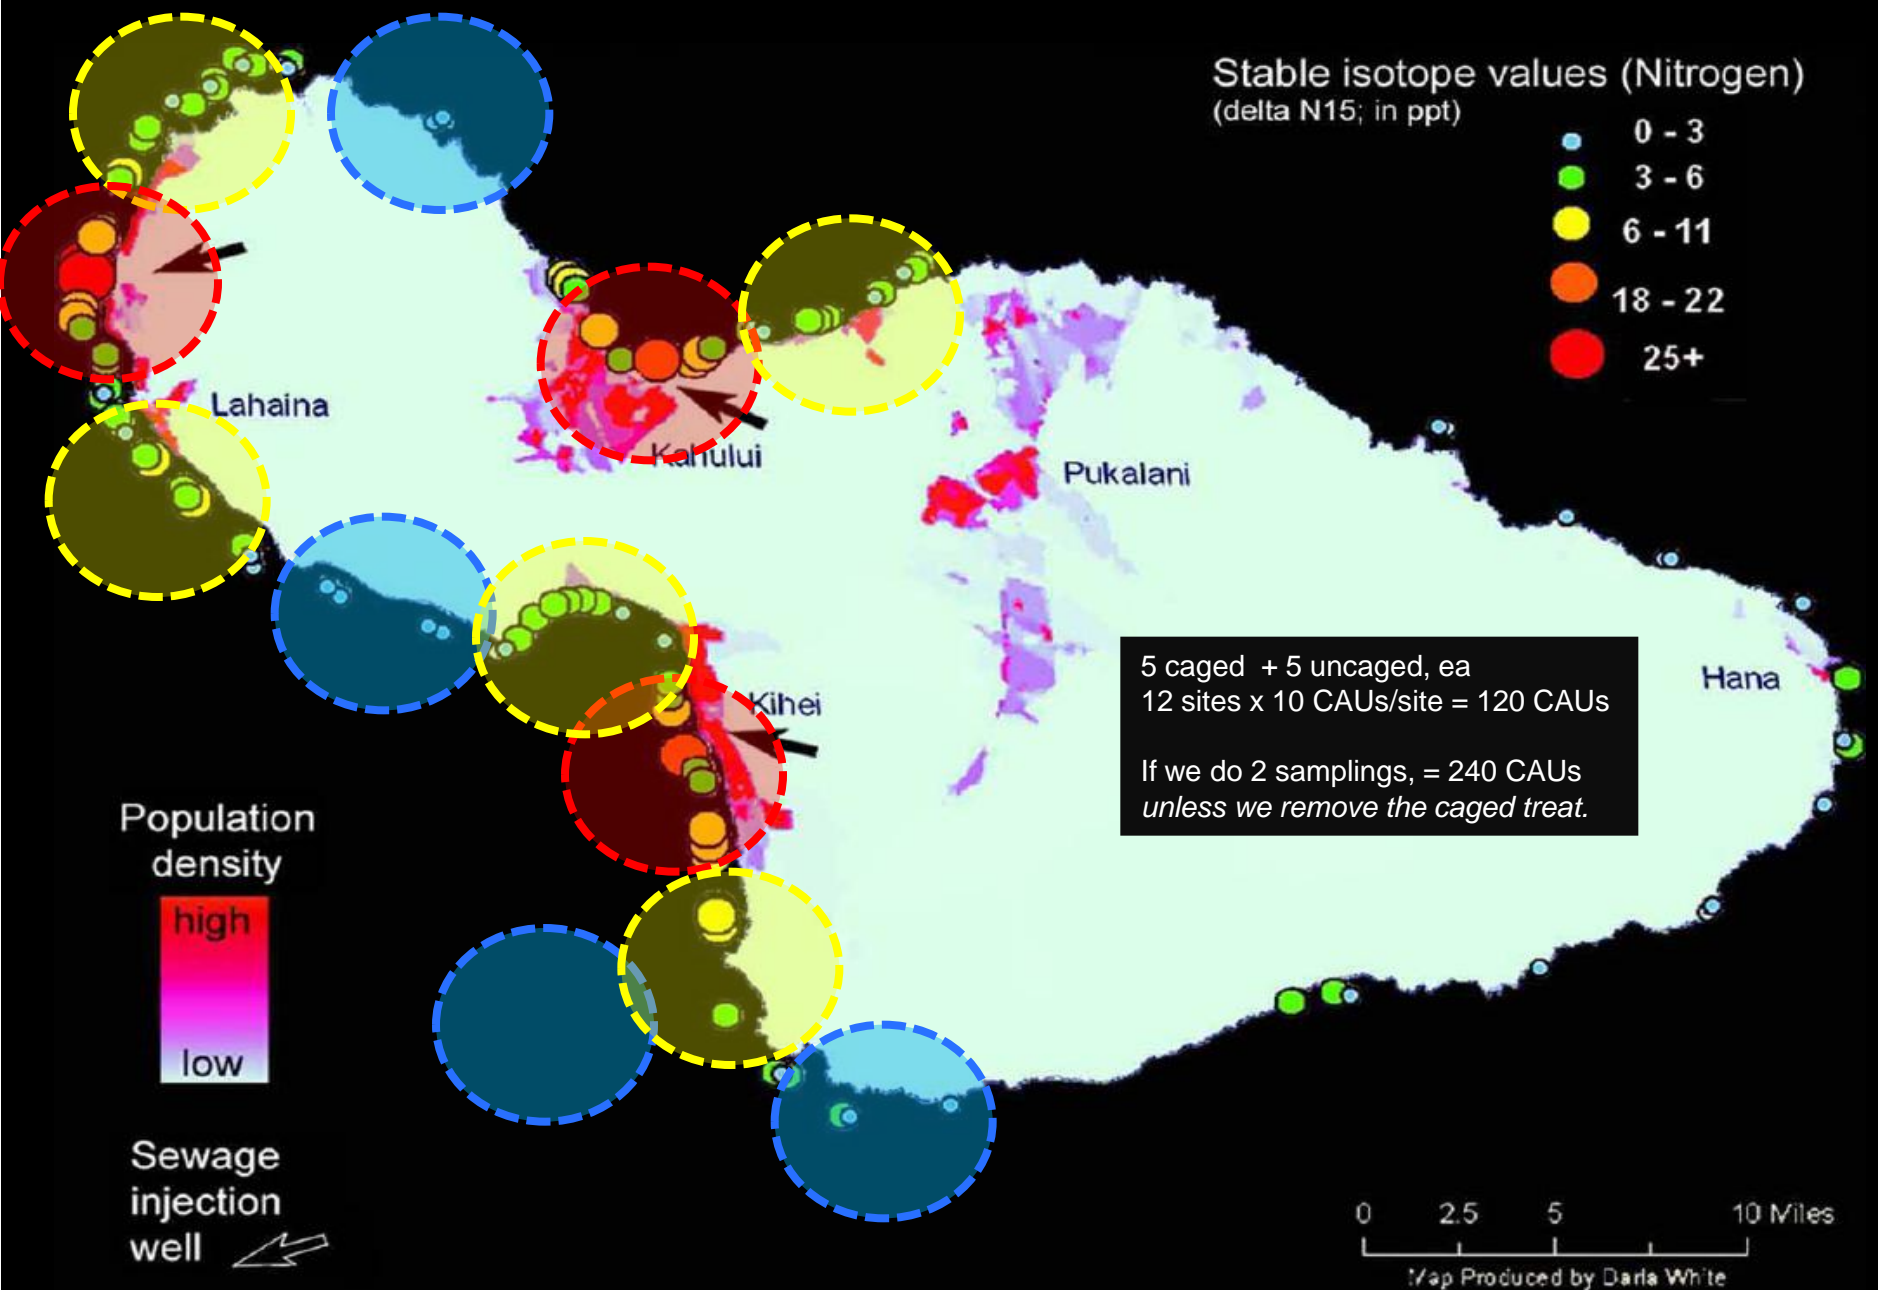 Stable isotope values (Nitrogen)
(delta N15; in ppt)
0 - 3
3 - 6
6 - 11
18 - 22
25+
Lahaina
Kahului
Pukalani
Kihei
Hana
5 caged  + 5 uncaged, ea
12 sites x 10 CAUs/site = 120 CAUs
If we do 2 samplings, = 240 CAUs
unless we remove the caged treat.
Population
density
high
low
Sewage
injection
well
0 2.5 5 10 Miles
Map Produced by Darla White